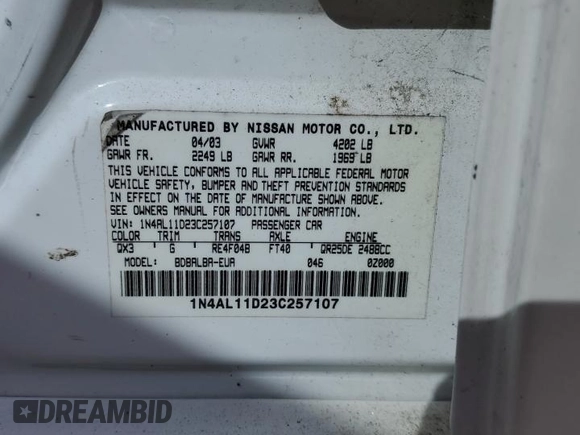 MANUFACTURED BY NISSAN MOTOR CO., LTD.
DATE 04/03 GVWR 4202 LB
GAWR FR. 2249 LB GAWR RR. 1969 LB
THIS VEHICLE CONFORMS TO ALL APPLICABLE FEDERAL MOTOR
VEHICLE SAFETY, BUMPER AND THEFT PREVENTION STANDARDS
IN EFFECT ON THE DATE OF MANUFACTURE SHOWN ABOVE.
SEE OWNERS MANUAL FOR ADDITIONAL INFORMATION.
VIN: 1N4AL11D23C257107 PASSENGER CAR
COLOR TRIM TRANS AXLE ENGINE
QX3 G RE4F04B FT40 QR25DE 2488CC
MODEL: BDBALBA-EUA 046 0Z000
1N4AL11D23C257107
DREAMBID